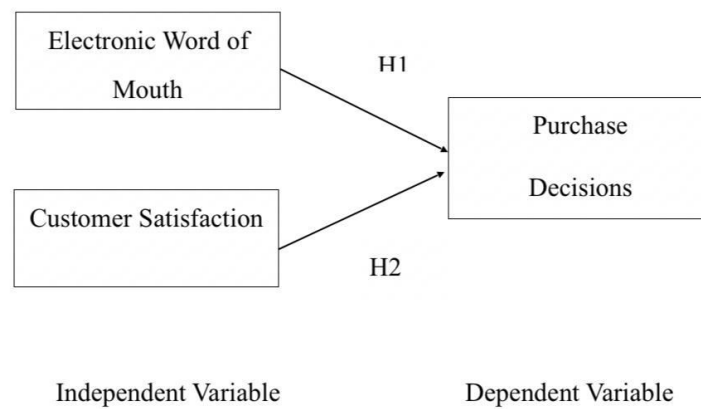 Electronic Word of
Mouth
H1
Purchase
Decisions
Customer Satisfaction
H2
Independent Variable
Dependent Variable